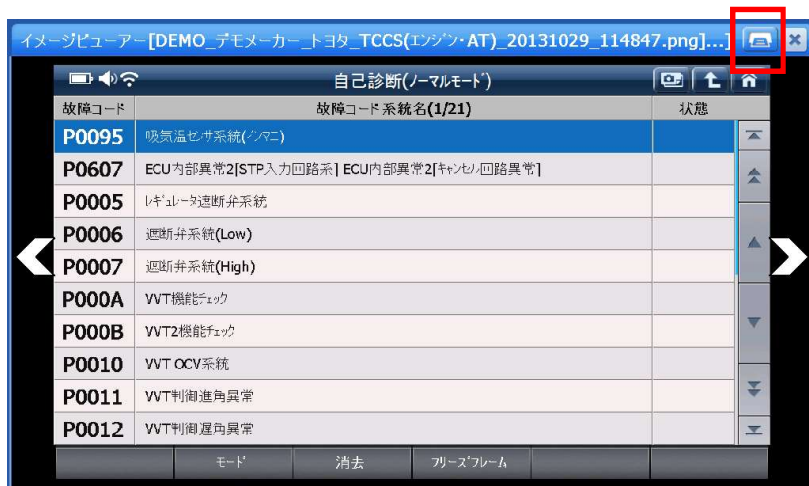 イメージビューアー[DEMO_デモメーカー_トヨタ_TCCS(ｴﾝｼﾞﾝ･AT)_20131029_114847.png]...]
自己診断(ﾉｰﾏﾙﾓｰﾄﾞ)
故障コード 故障コード系統名(1/21) 状態
P0095 吸気温ｾﾝｻ系統(ｲﾝﾏﾆ)
P0607 ECU内部異常2[STP入力回路系] ECU内部異常2[ｷｬﾝｾﾙ回路異常]
P0005 ﾚｷﾞｭﾚｰﾀ遮断弁系統
P0006 遮断弁系統(Low)
P0007 遮断弁系統(High)
P000A VVT機能ﾁｪｯｸ
P000B VVT2機能ﾁｪｯｸ
P0010 VVT OCV系統
P0011 VVT制御進角異常
P0012 VVT制御遅角異常
ﾓｰﾄﾞ 消去 ﾌﾘｰｽﾞﾌﾚｰﾑ